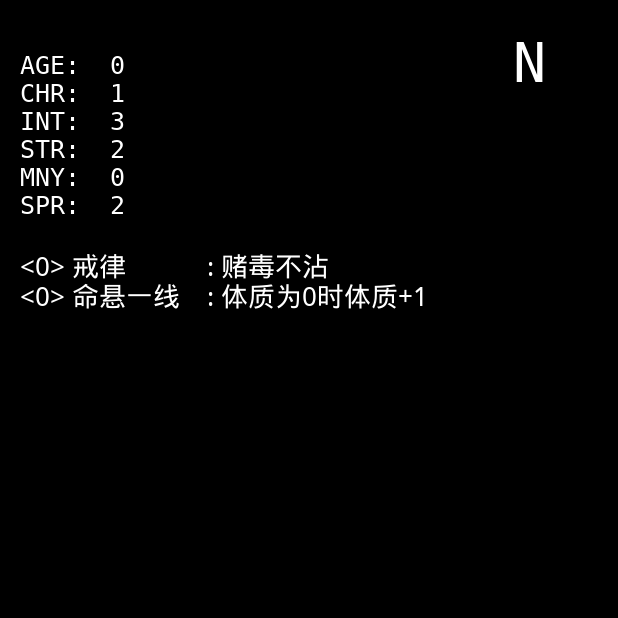 N
AGE: 0
CHR: 1
INT: 3
STR: 2
MNY: 0
SPR: 2
<O> 戒律 : 赌毒不沾
<O> 命悬一线 : 体质为0时体质+1